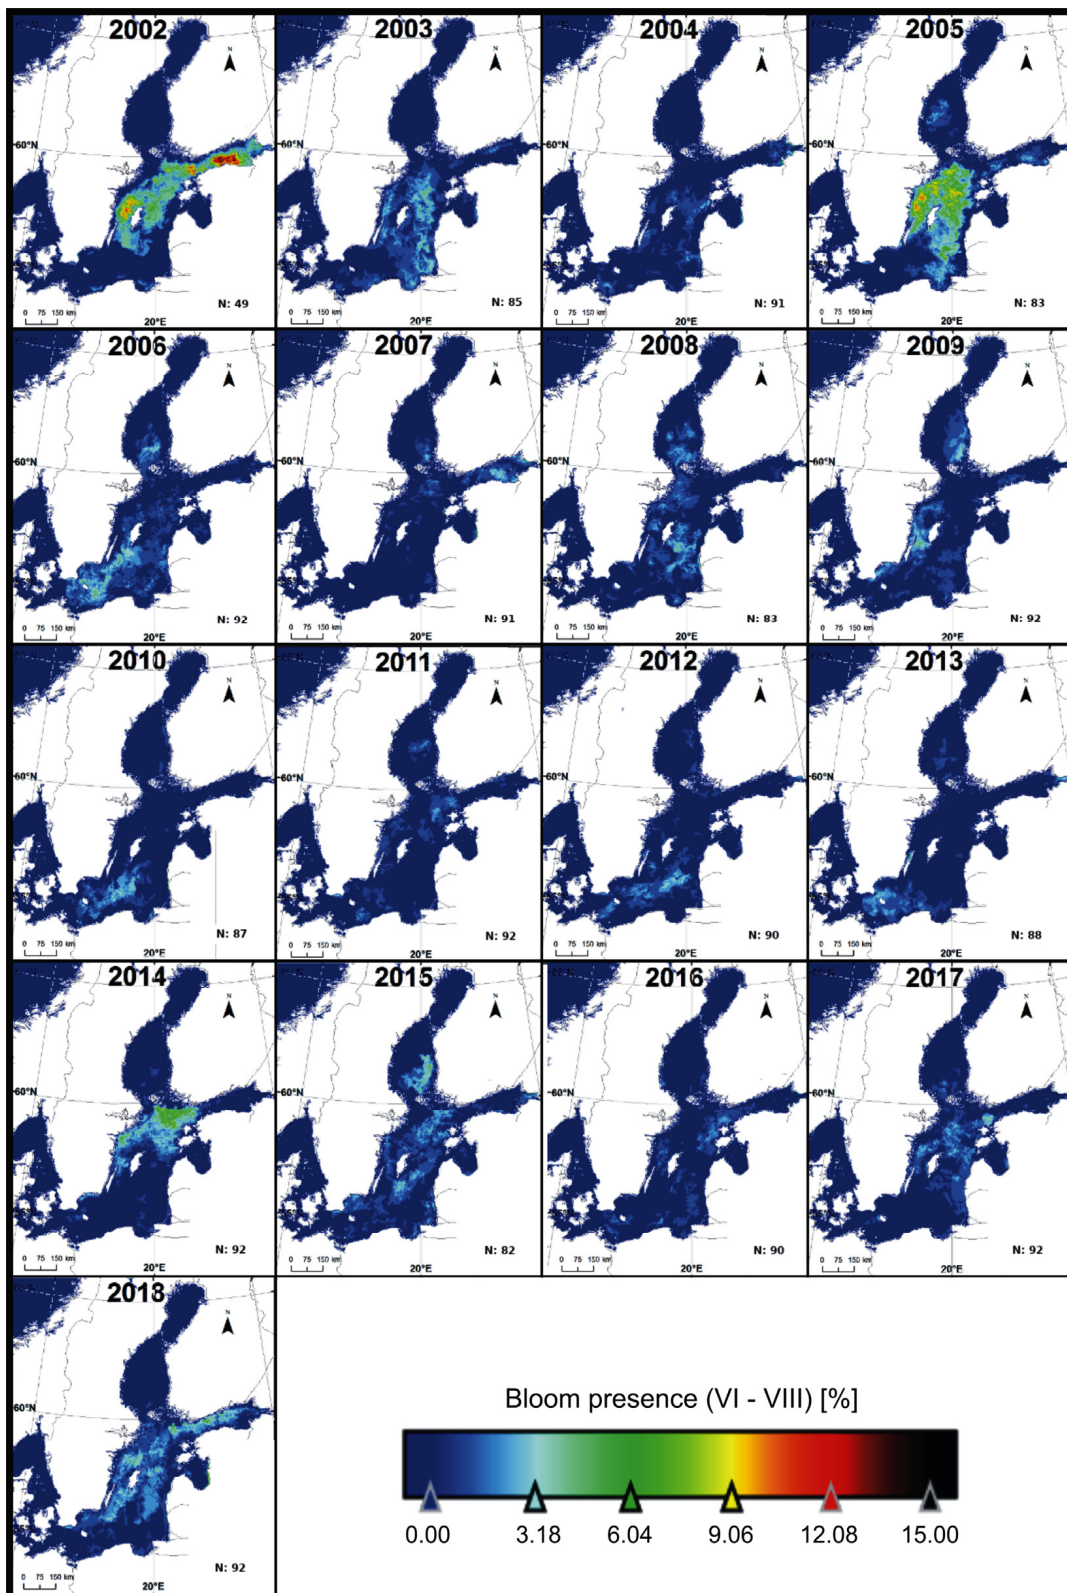 2002
N
60°N
N: 49
0 75 150 km
20°E
2003
N
60°N
N: 85
0 75 150 km
20°E
2004
N
60°N
N: 91
0 75 150 km
20°E
2005
N
60°N
N: 83
0 75 150 km
20°E
2006
N
60°N
N: 92
0 75 150 km
20°E
2007
N
60°N
N: 91
0 75 150 km
20°E
2008
N
60°N
N: 83
0 75 150 km
20°E
2009
N
60°N
N: 92
0 75 150 km
20°E
2010
N
60°N
N: 87
0 75 150 km
20°E
2011
N
60°N
N: 92
0 75 150 km
20°E
2012
N
60°N
N: 90
0 75 150 km
20°E
2013
N
60°N
N: 88
0 75 150 km
20°E
2014
N
60°N
N: 92
0 75 150 km
20°E
2015
N
60°N
N: 82
0 75 150 km
20°E
2016
N
60°N
N: 90
0 75 150 km
20°E
2017
N
60°N
N: 92
0 75 150 km
20°E
2018
N
60°N
N: 92
0 75 150 km
20°E
Bloom presence (VI - VIII) [%]
0.00 3.18 6.04 9.06 12.08 15.00